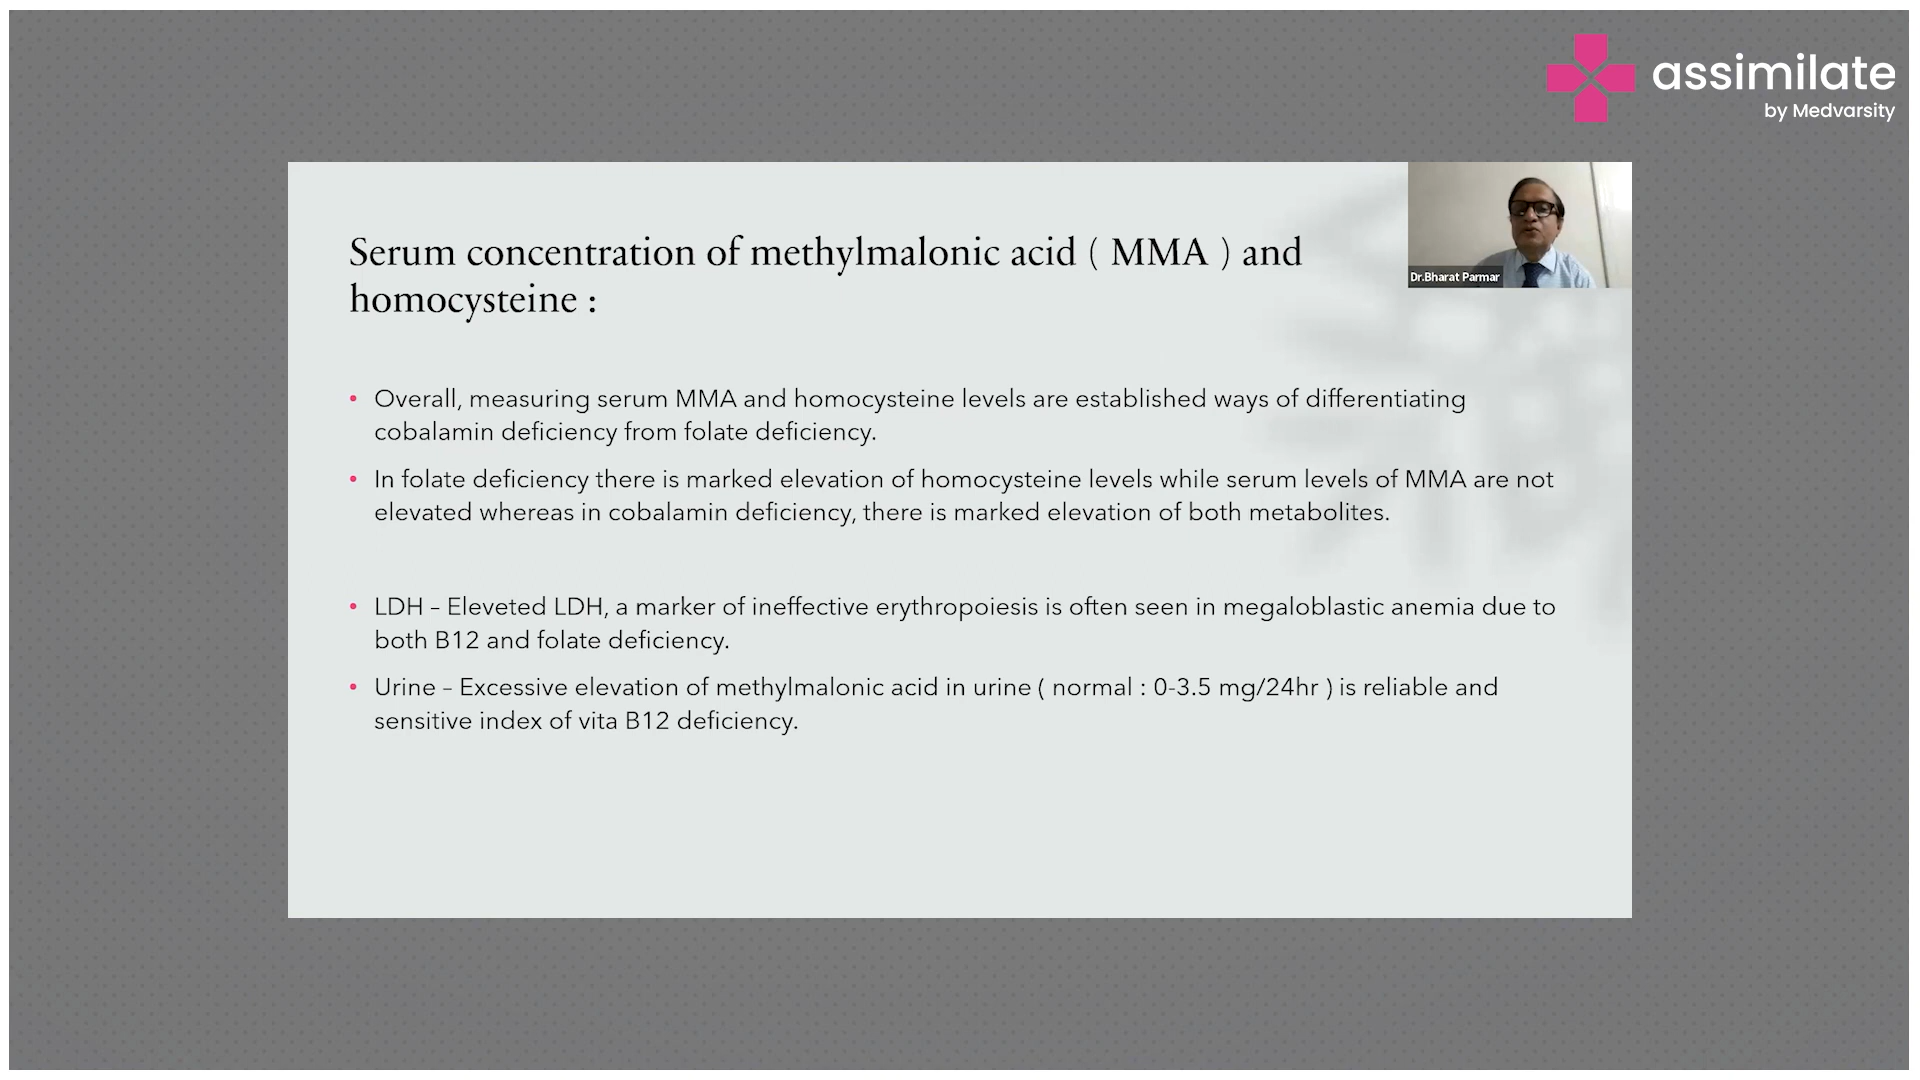 assimilate
by Medvarsity
Serum concentration of methylmalonic acid ( MMA ) and
homocysteine :
Dr.Bharat Parmar
• Overall, measuring serum MMA and homocysteine levels are established ways of differentiating
cobalamin deficiency from folate deficiency.
• In folate deficiency there is marked elevation of homocysteine levels while serum levels of MMA are not
elevated whereas in cobalamin deficiency, there is marked elevation of both metabolites.
• LDH – Eleveted LDH, a marker of ineffective erythropoiesis is often seen in megaloblastic anemia due to
both B12 and folate deficiency.
• Urine – Excessive elevation of methylmalonic acid in urine ( normal : 0-3.5 mg/24hr ) is reliable and
sensitive index of vita B12 deficiency.